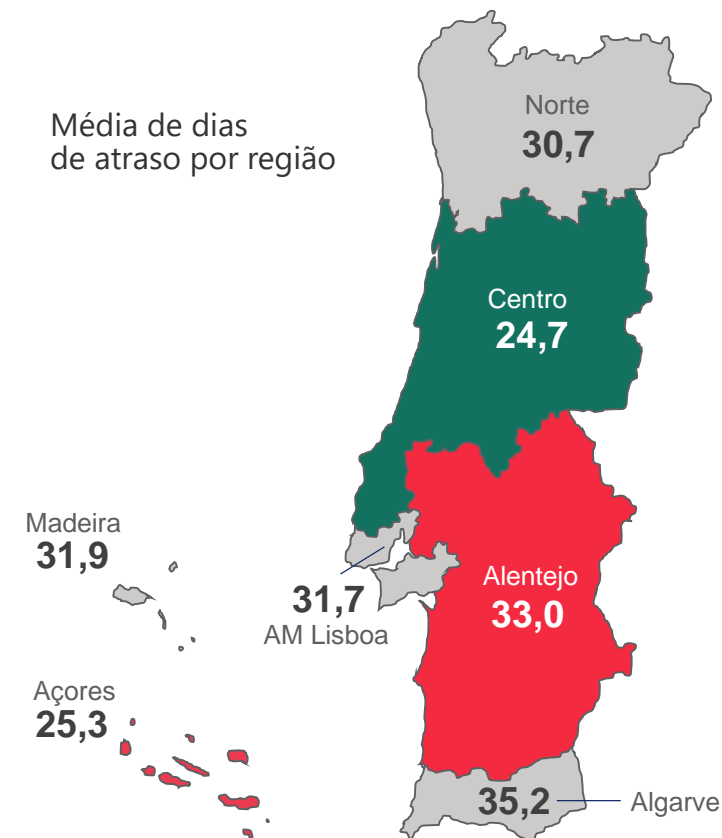 Média de dias
de atraso por região
Norte
30,7
Centro
24,7
Madeira
31,9
31,7
AM Lisboa
Alentejo
33,0
Açores
25,3
35,2
Algarve